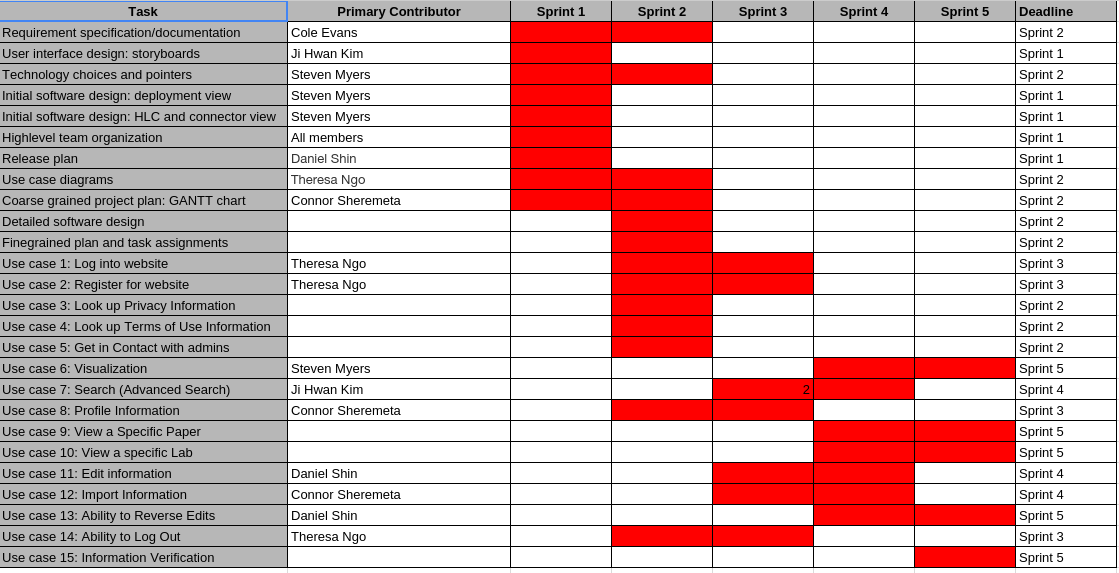 Task Primary Contributor Sprint 1 Sprint 2 Sprint 3 Sprint 4 Sprint 5 Deadline
Requirement specification/documentation Cole Evans Sprint 2
User interface design: storyboards Ji Hwan Kim Sprint 1
Technology choices and pointers Steven Myers Sprint 2
Initial software design: deployment view Steven Myers Sprint 1
Initial software design: HLC and connector view Steven Myers Sprint 1
Highlevel team organization All members Sprint 1
Release plan Daniel Shin Sprint 1
Use case diagrams Theresa Ngo Sprint 2
Coarse grained project plan: GANTT chart Connor Sheremeta Sprint 2
Detailed software design Sprint 2
Finegrained plan and task assignments Sprint 2
Use case 1: Log into website Theresa Ngo Sprint 3
Use case 2: Register for website Theresa Ngo Sprint 3
Use case 3: Look up Privacy Information Sprint 2
Use case 4: Look up Terms of Use Information Sprint 2
Use case 5: Get in Contact with admins Sprint 2
Use case 6: Visualization Steven Myers Sprint 5
Use case 7: Search (Advanced Search) Ji Hwan Kim 2 Sprint 4
Use case 8: Profile Information Connor Sheremeta Sprint 3
Use case 9: View a Specific Paper Sprint 5
Use case 10: View a specific Lab Sprint 5
Use case 11: Edit information Daniel Shin Sprint 4
Use case 12: Import Information Connor Sheremeta Sprint 4
Use case 13: Ability to Reverse Edits Daniel Shin Sprint 5
Use case 14: Ability to Log Out Theresa Ngo Sprint 3
Use case 15: Information Verification Sprint 5